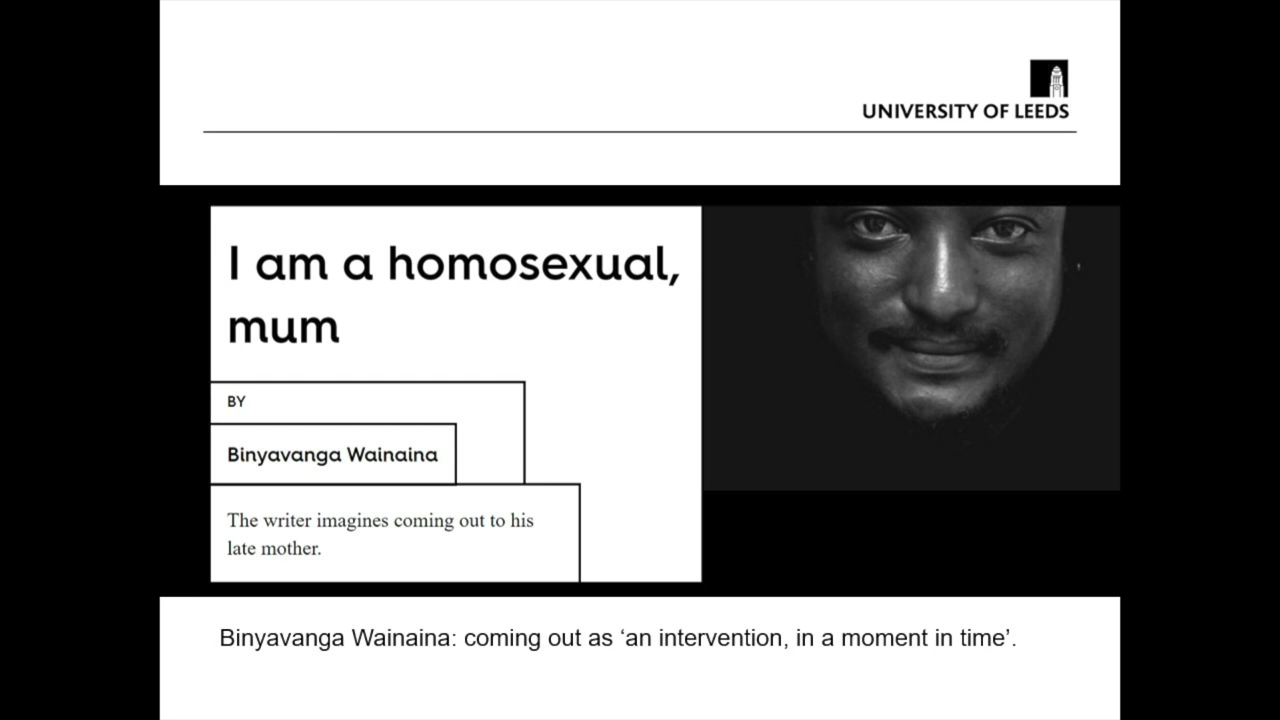 UNIVERSITY OF LEEDS
I am a homosexual,
mum
BY
Binyavanga Wainaina
The writer imagines coming out to his
late mother.
Binyavanga Wainaina: coming out as ‘an intervention, in a moment in time’.